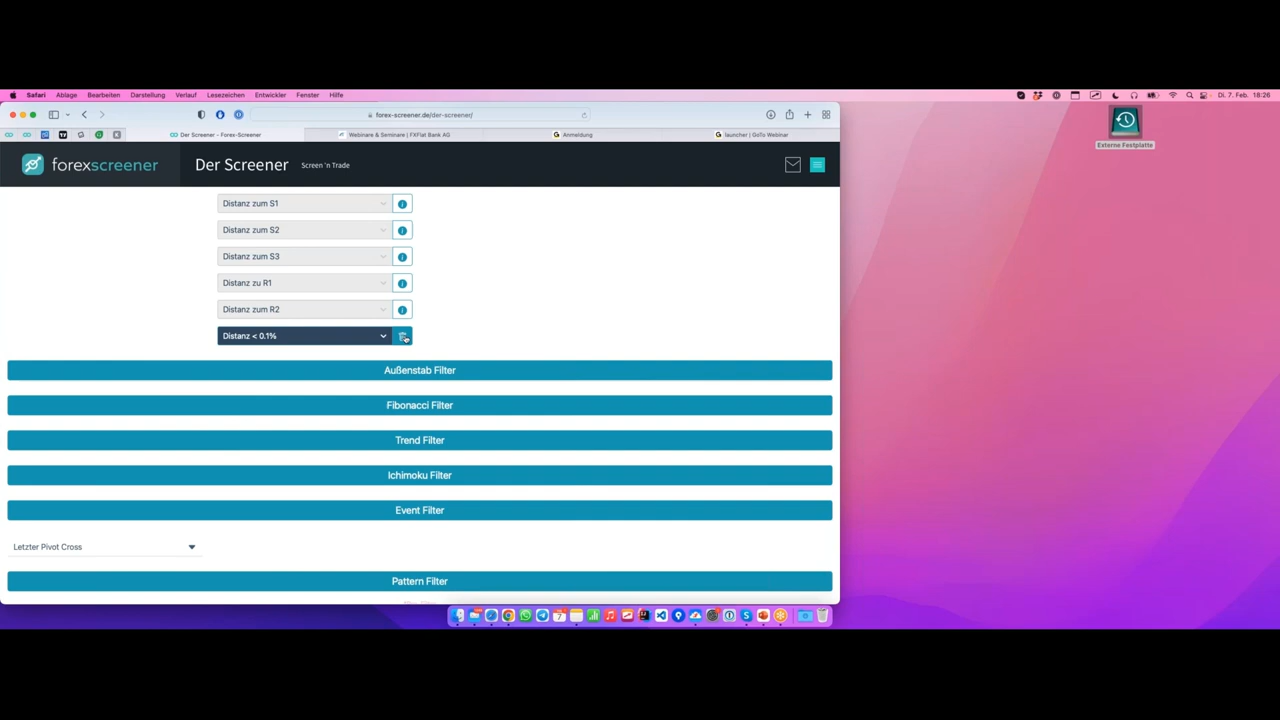 Safari Ablage Bearbeiten Darstellung Verlauf Lesezeichen Entwickler Fenster Hilfe Di. 7. Feb. 18:26
forex-screener.de/der-screener/
Der Screener – Forex-Screener Webinare & Seminare | FXFlat Bank AG Anmeldung launcher | GoTo Webinar
forexscreener Der Screener Screen 'n Trade
Externe Festplatte
Distanz zum S1
Distanz zum S2
Distanz zum S3
Distanz zu R1
Distanz zum R2
Distanz < 0.1%
Außenstab Filter
Fibonacci Filter
Trend Filter
Ichimoku Filter
Event Filter
Letzter Pivot Cross
Pattern Filter